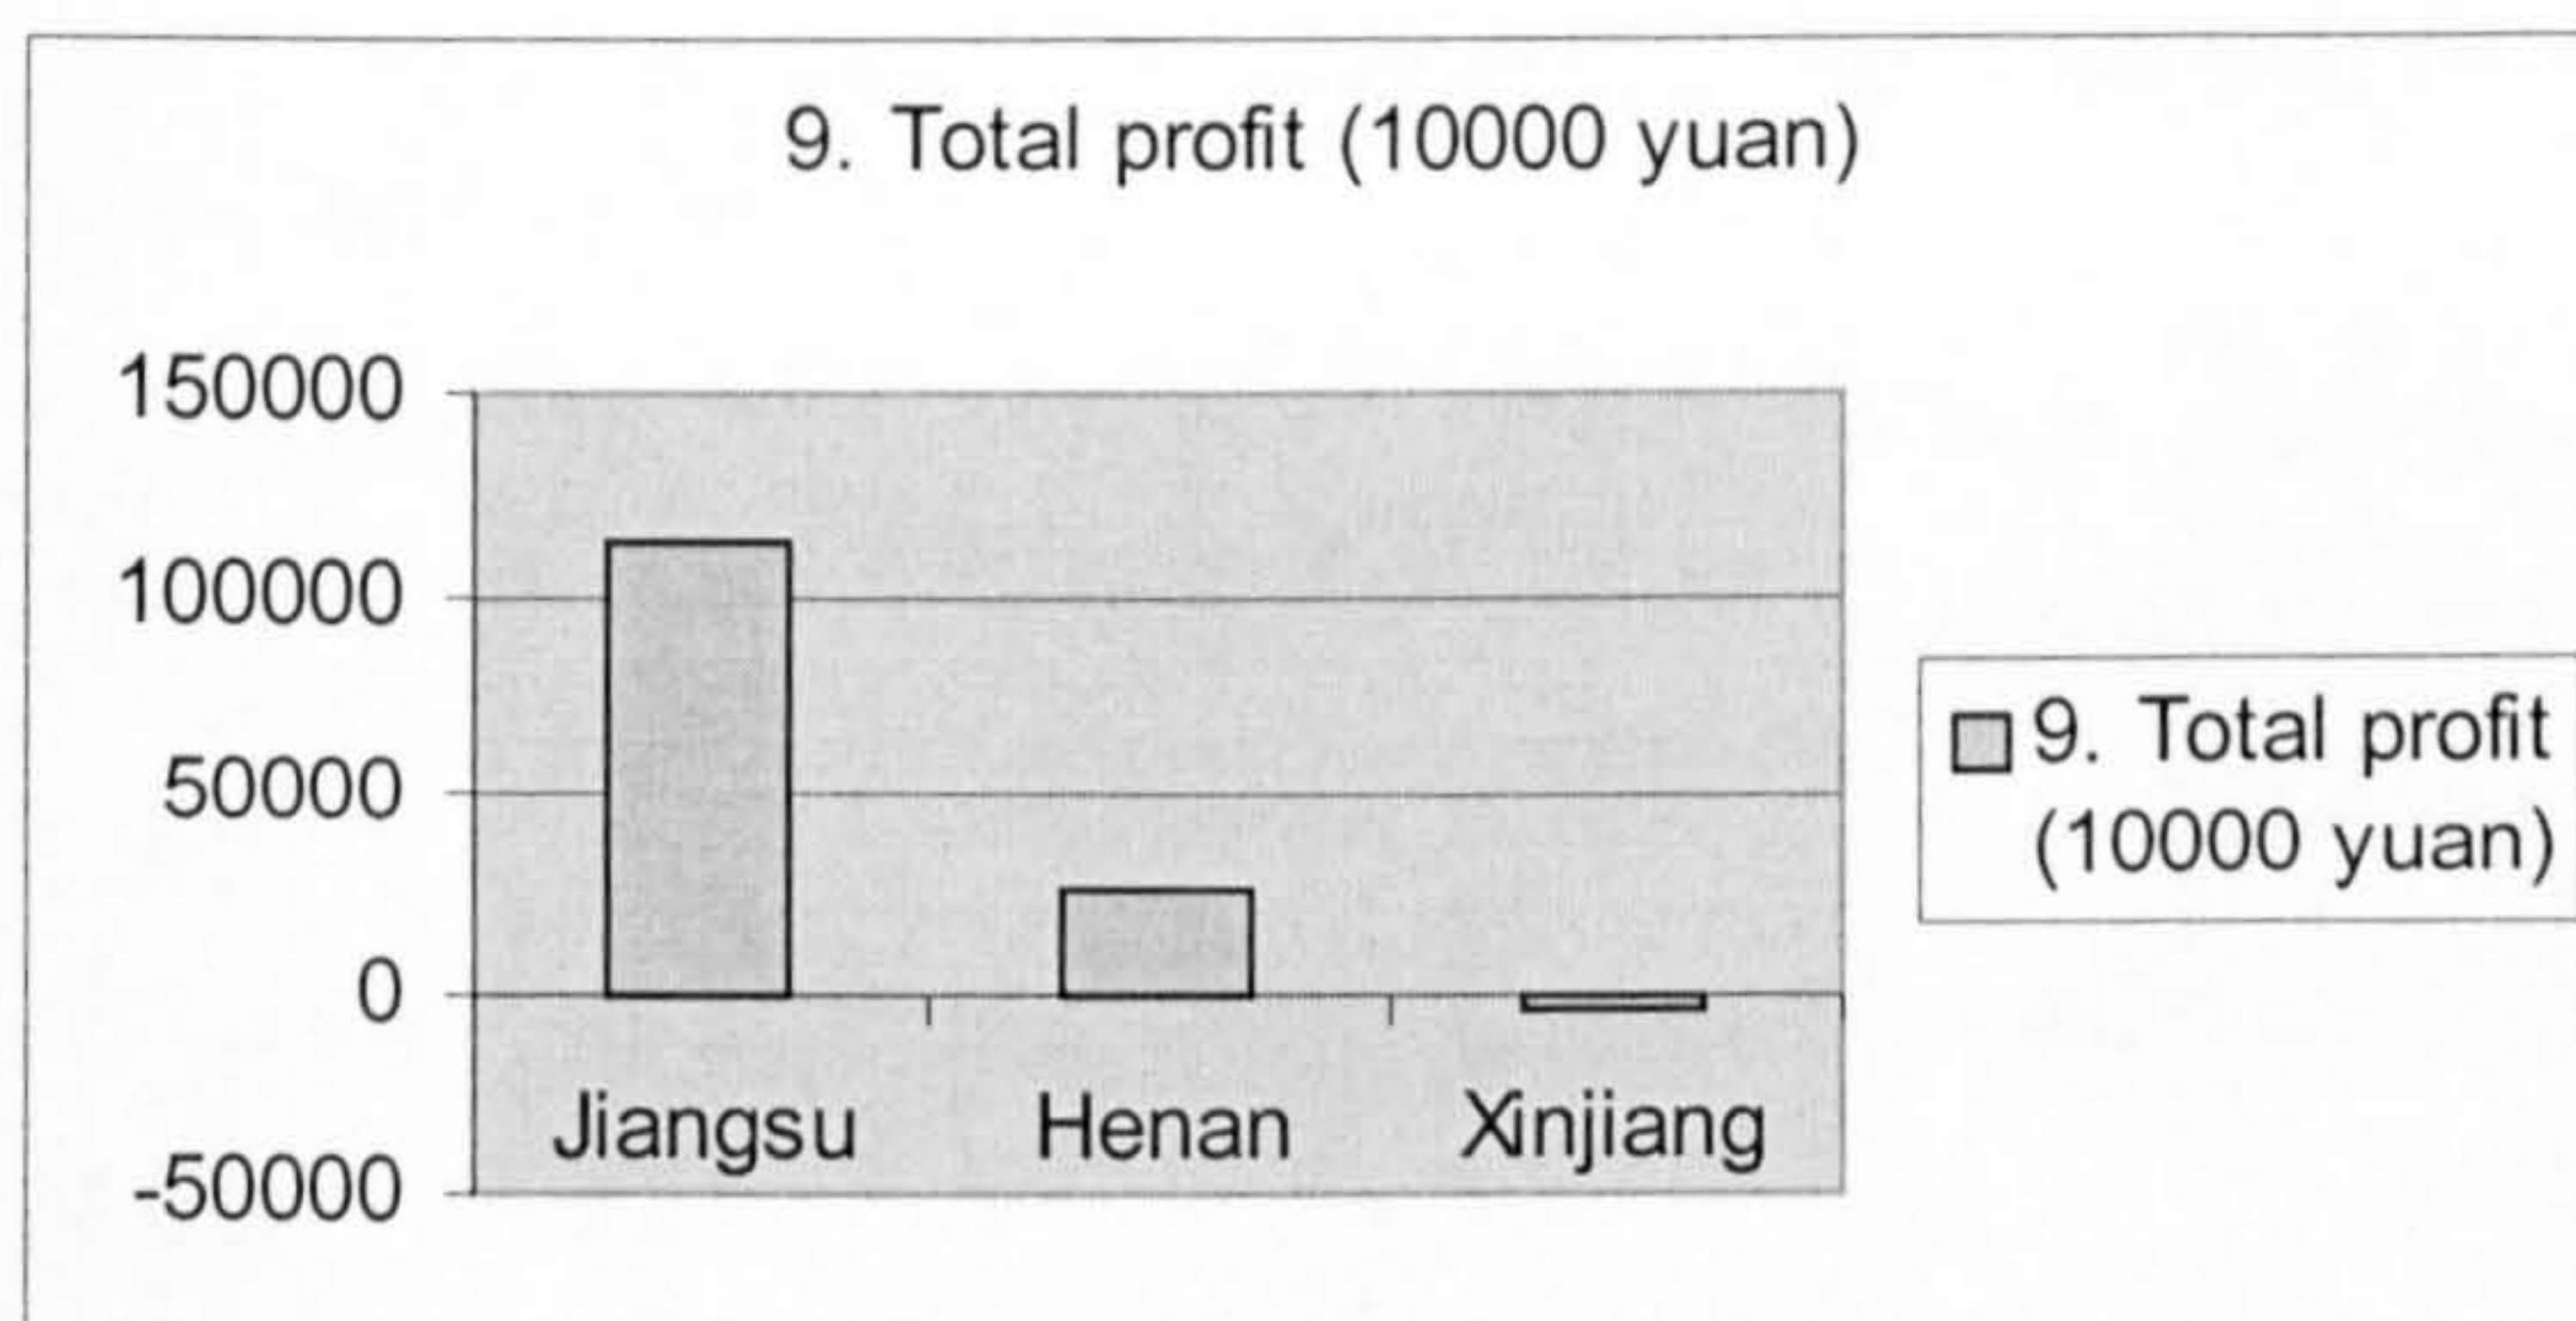 9. Total profit (10000 yuan)
150000
100000
50000
0
-50000
Jiangsu
Henan
Xinjiang
9. Total profit
(10000 yuan)